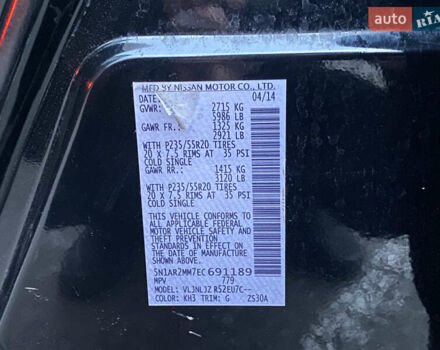 auto RIA
MFD BY NISSAN MOTOR CO., LTD.
DATE: 04/14
GVWR: 2715 KG
5986 LB
GAWR FR.: 1325 KG
2921 LB
WITH P235/55R20 TIRES
20 X 7.5 RIMS AT 35 PSI
COLD SINGLE
GAWR RR.: 1415 KG
3120 LB
WITH P235/55R20 TIRES
20 X 7.5 RIMS AT 35 PSI
COLD SINGLE
THIS VEHICLE CONFORMS TO
ALL APPLICABLE FEDERAL
MOTOR VEHICLE SAFETY AND
THEFT PREVENTION
STANDARDS IN EFFECT ON
THE DATE OF MANUFACTURE
SHOWN ABOVE.
5N1AR2MM7EC691189
MPV 779
MODEL: VLJNLJZ R52EU7C--
COLOR: KH3 TRIM: G ZS30A